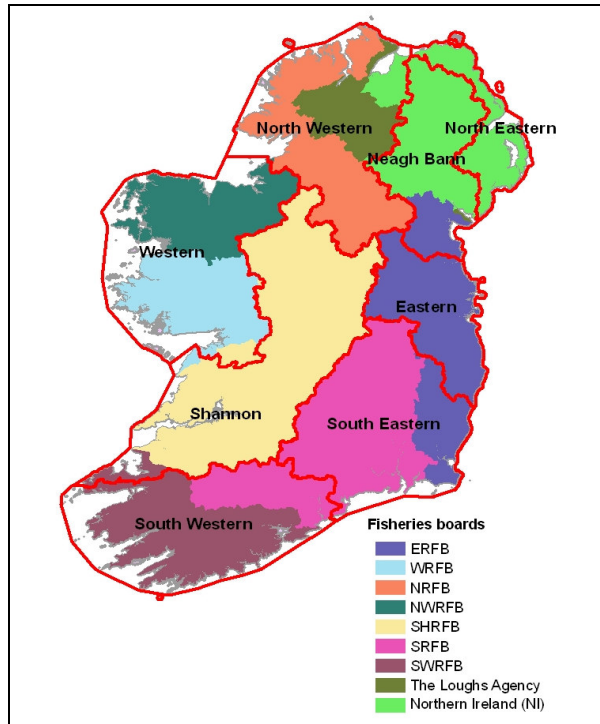 North Western
North Eastern
Neagh Bann
Western
Eastern
Shannon
South Eastern
South Western
Fisheries boards
ERFB
WRFB
NRFB
NWRFB
SHRFB
SRFB
SWRFB
The Loughs Agency
Northern Ireland (NI)